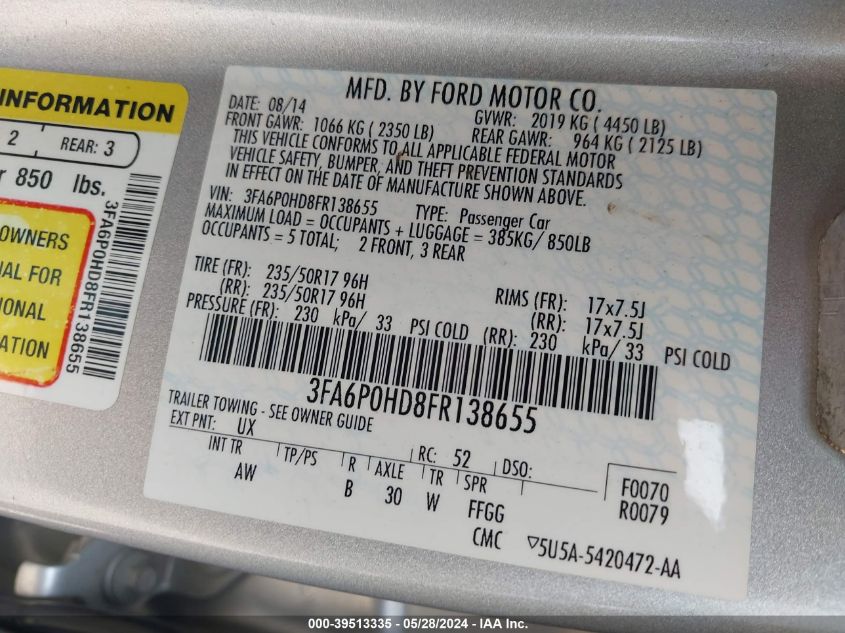 INFORMATION
2 REAR: 3
r 850 lbs.
OWNERS
AL FOR
IONAL
ATION
3FA6P0HD8FR138655
MFD. BY FORD MOTOR CO.
DATE: 08/14 GVWR: 2019 KG ( 4450 LB)
FRONT GAWR: 1066 KG ( 2350 LB) REAR GAWR: 964 KG ( 2125 LB)
THIS VEHICLE CONFORMS TO ALL APPLICABLE FEDERAL MOTOR
VEHICLE SAFETY, BUMPER, AND THEFT PREVENTION STANDARDS
IN EFFECT ON THE DATE OF MANUFACTURE SHOWN ABOVE.
VIN: 3FA6P0HD8FR138655 TYPE: Passenger Car
MAXIMUM LOAD = OCCUPANTS + LUGGAGE = 385KG/ 850LB
OCCUPANTS = 5 TOTAL; 2 FRONT, 3 REAR
TIRE (FR): 235/50R17 96H RIMS (FR): 17x7.5J
(RR): 235/50R17 96H (RR): 17x7.5J
PRESSURE (FR): 230 kPa/ 33 PSI COLD (RR): 230 kPa/ 33 PSI COLD
3FA6P0HD8FR138655
TRAILER TOWING - SEE OWNER GUIDE
EXT PNT: UX RC: 52 DSO: F0070
INT TR TP/PS R AXLE TR SPR R0079
AW B 30 W FFGG
CMC ▽5U5A-5420472-AA
000-39513335 - 05/28/2024 - IAA Inc.